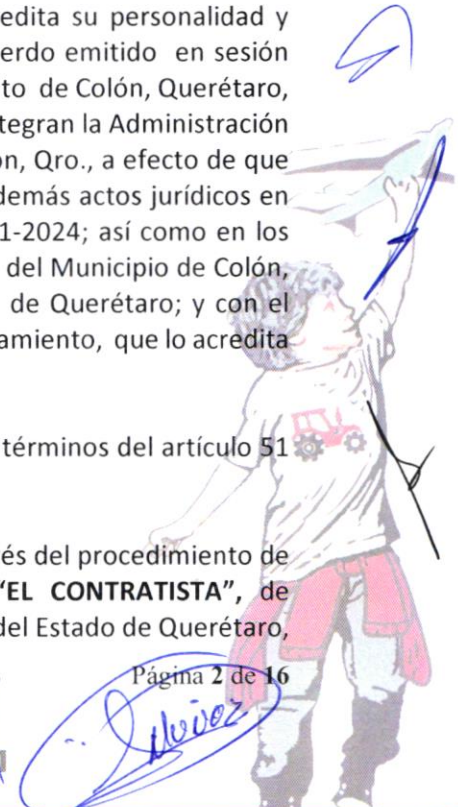 edita su personalidad y
erdo emitido en sesión
to de Colón, Querétaro,
tegran la Administración
on, Qro., a efecto de que
demás actos jurídicos en
1-2024; así como en los
del Municipio de Colón,
de Querétaro; y con el
amiento, que lo acredita
términos del artículo 51
és del procedimiento de
"EL CONTRATISTA", de
del Estado de Querétaro,
Página 2 de 16